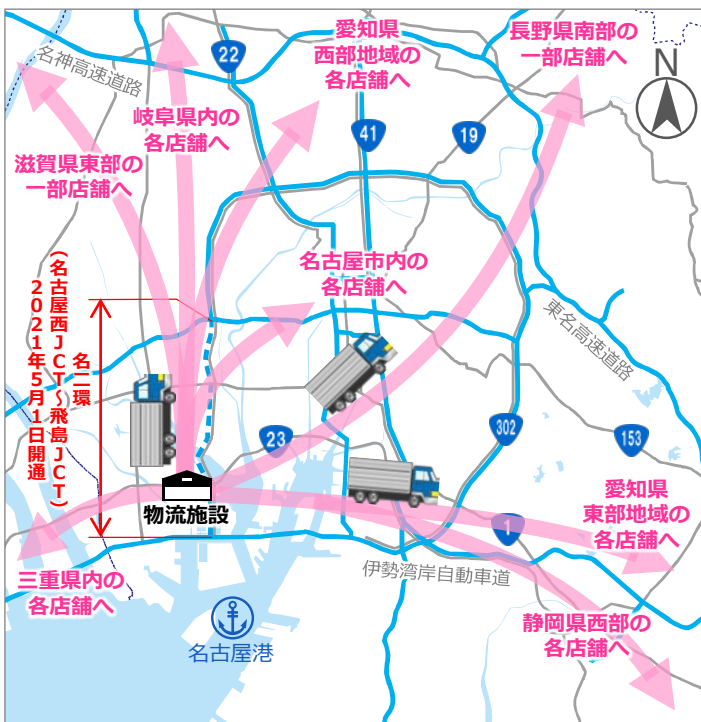 名神高速道路
22
愛知県
西部地域の
各店舗へ
長野県南部の
一部店舗へ
N
岐阜県内の
各店舗へ
41
19
滋賀県東部の
一部店舗へ
名古屋市内の
各店舗へ
東名高速道路
名二環
(名古屋西JCT~飛島JCT)
2021年5月1日開通
23
302
153
物流施設
愛知県
東部地域の
各店舗へ
1
伊勢湾岸自動車道
三重県内の
各店舗へ
名古屋港
静岡県西部の
各店舗へ